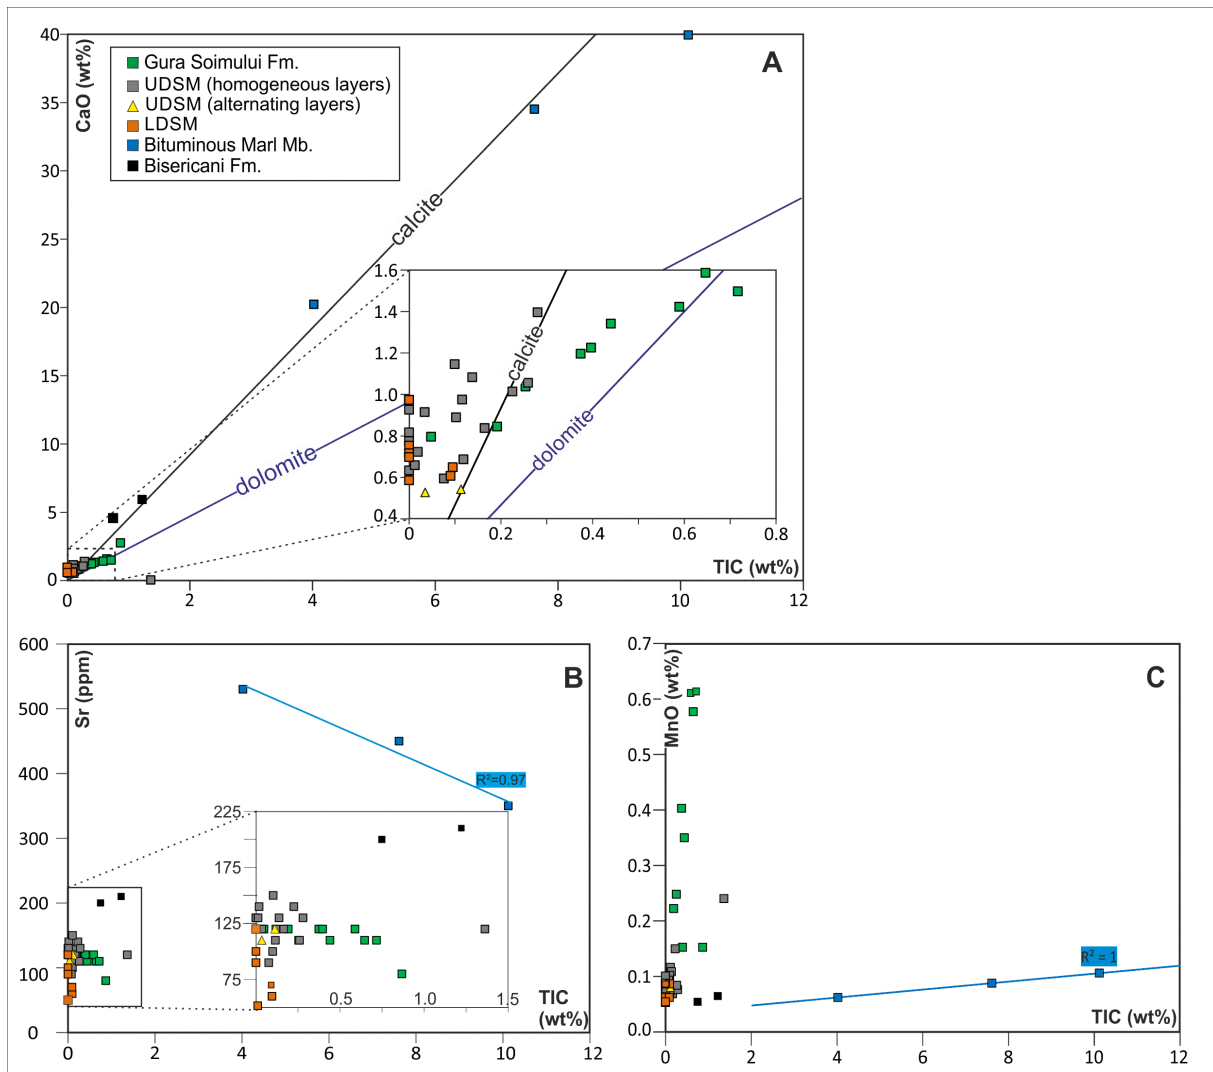 A
CaO (wt%)
40
35
30
25
20
15
10
5
0
Gura Soimului Fm.
UDSM (homogeneous layers)
UDSM (alternating layers)
LDSM
Bituminous Marl Mb.
Bisericani Fm.
calcite
dolomite
1.6
1.4
1.2
1.0
0.8
0.6
0.4
calcite
dolomite
0 0.2 0.4 0.6 0.8
TIC (wt%)
0 2 4 6 8 10 12
B
Sr (ppm)
600
500
400
300
200
100
0
R²=0.97
225
175
125
75
0.5 1.0 1.5
TIC
(wt%)
0 2 4 6 8 10 12
C
MnO (wt%)
0.7
0.6
0.5
0.4
0.3
0.2
0.1
0.0
R² = 1
TIC (wt%)
0 2 4 6 8 10 12